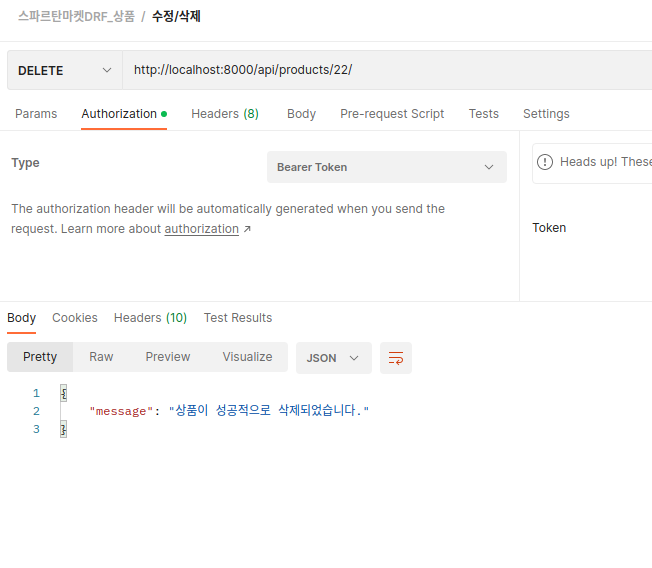 스파르탄마켓DRF_상품 / 수정/삭제
DELETE http://localhost:8000/api/products/22/
Params Authorization Headers (8) Body Pre-request Script Tests Settings
Type Bearer Token
Heads up! These
The authorization header will be automatically generated when you send the
request. Learn more about authorization ↗
Token
Body Cookies Headers (10) Test Results
Pretty Raw Preview Visualize JSON
1 {
2 "message": "상품이 성공적으로 삭제되었습니다."
3 }